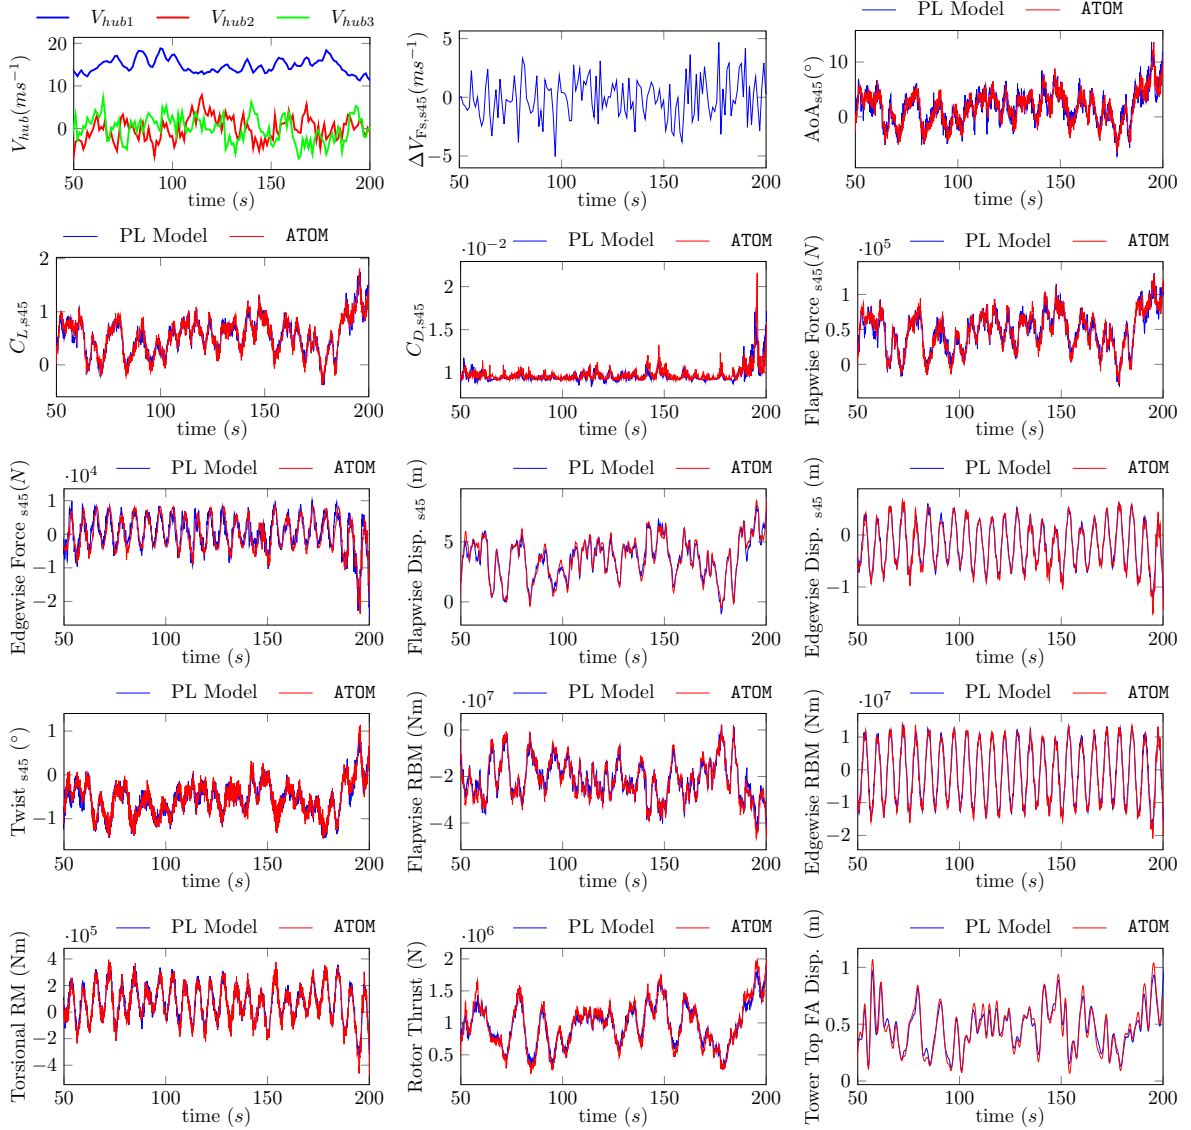 V_hub1 V_hub2 V_hub3
V_hub(ms^−1)
20
10
0
50 100 150 200
time (s)
ΔV_Fs,s45(ms^−1)
5
0
−5
50 100 150 200
time (s)
PL Model ATOM
AoA_s45(°)
10
0
50 100 150 200
time (s)
PL Model ATOM
C_L,s45
2
1
0
50 100 150 200
time (s)
·10^−2 PL Model ATOM
C_D,s45
2
1.5
1
50 100 150 200
time (s)
·10^5 PL Model ATOM
Flapwise Force _s45(N)
1
0.5
0
50 100 150 200
time (s)
·10^4 PL Model ATOM
Edgewise Force _s45(N)
1
0
−1
−2
50 100 150 200
time (s)
PL Model ATOM
Flapwise Disp. _s45 (m)
5
0
50 100 150 200
time (s)
PL Model ATOM
Edgewise Disp. _s45 (m)
0
−1
50 100 150 200
time (s)
PL Model ATOM
Twist _s45 (°)
1
0
−1
50 100 150 200
time (s)
·10^7 PL Model ATOM
Flapwise RBM (Nm)
0
−2
−4
50 100 150 200
time (s)
·10^7 PL Model ATOM
Edgewise RBM (Nm)
1
0
−1
−2
50 100 150 200
time (s)
·10^5 PL Model ATOM
Torsional RM (Nm)
4
2
0
−2
−4
50 100 150 200
time (s)
·10^6 PL Model ATOM
Rotor Thrust (N)
2
1.5
1
0.5
50 100 150 200
time (s)
PL Model ATOM
Tower Top FA Disp. (m)
1
0.5
0
50 100 150 200
time (s)